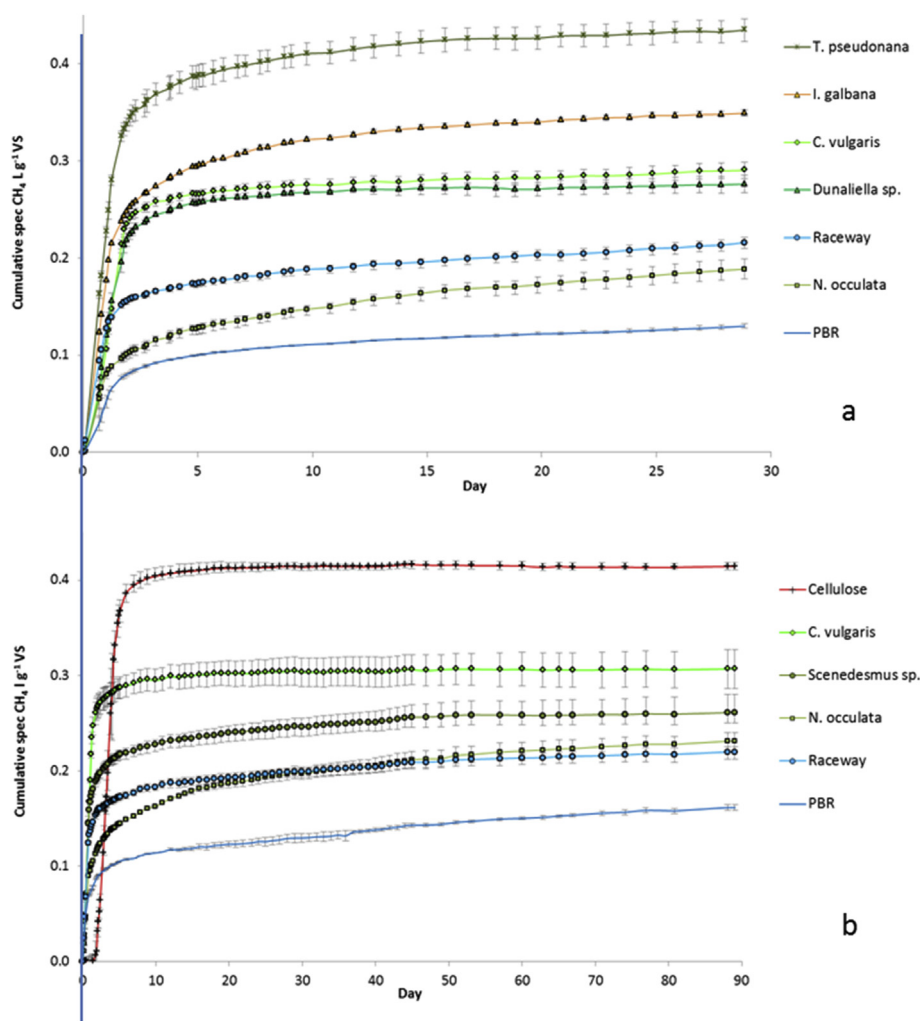 Cumulative spec CH₄ L g⁻¹ VS
0.4
0.3
0.2
0.1
0.0
0
5
10
15
20
25
30
Day
T. pseudonana
I. galbana
C. vulgaris
Dunaliella sp.
Raceway
N. occulata
PBR
a
Cumulative spec CH₄ l g⁻¹ VS
0.4
0.3
0.2
0.1
0.0
0
10
20
30
40
50
60
70
80
90
Day
Cellulose
C. vulgaris
Scenedesmus sp.
N. occulata
Raceway
PBR
b